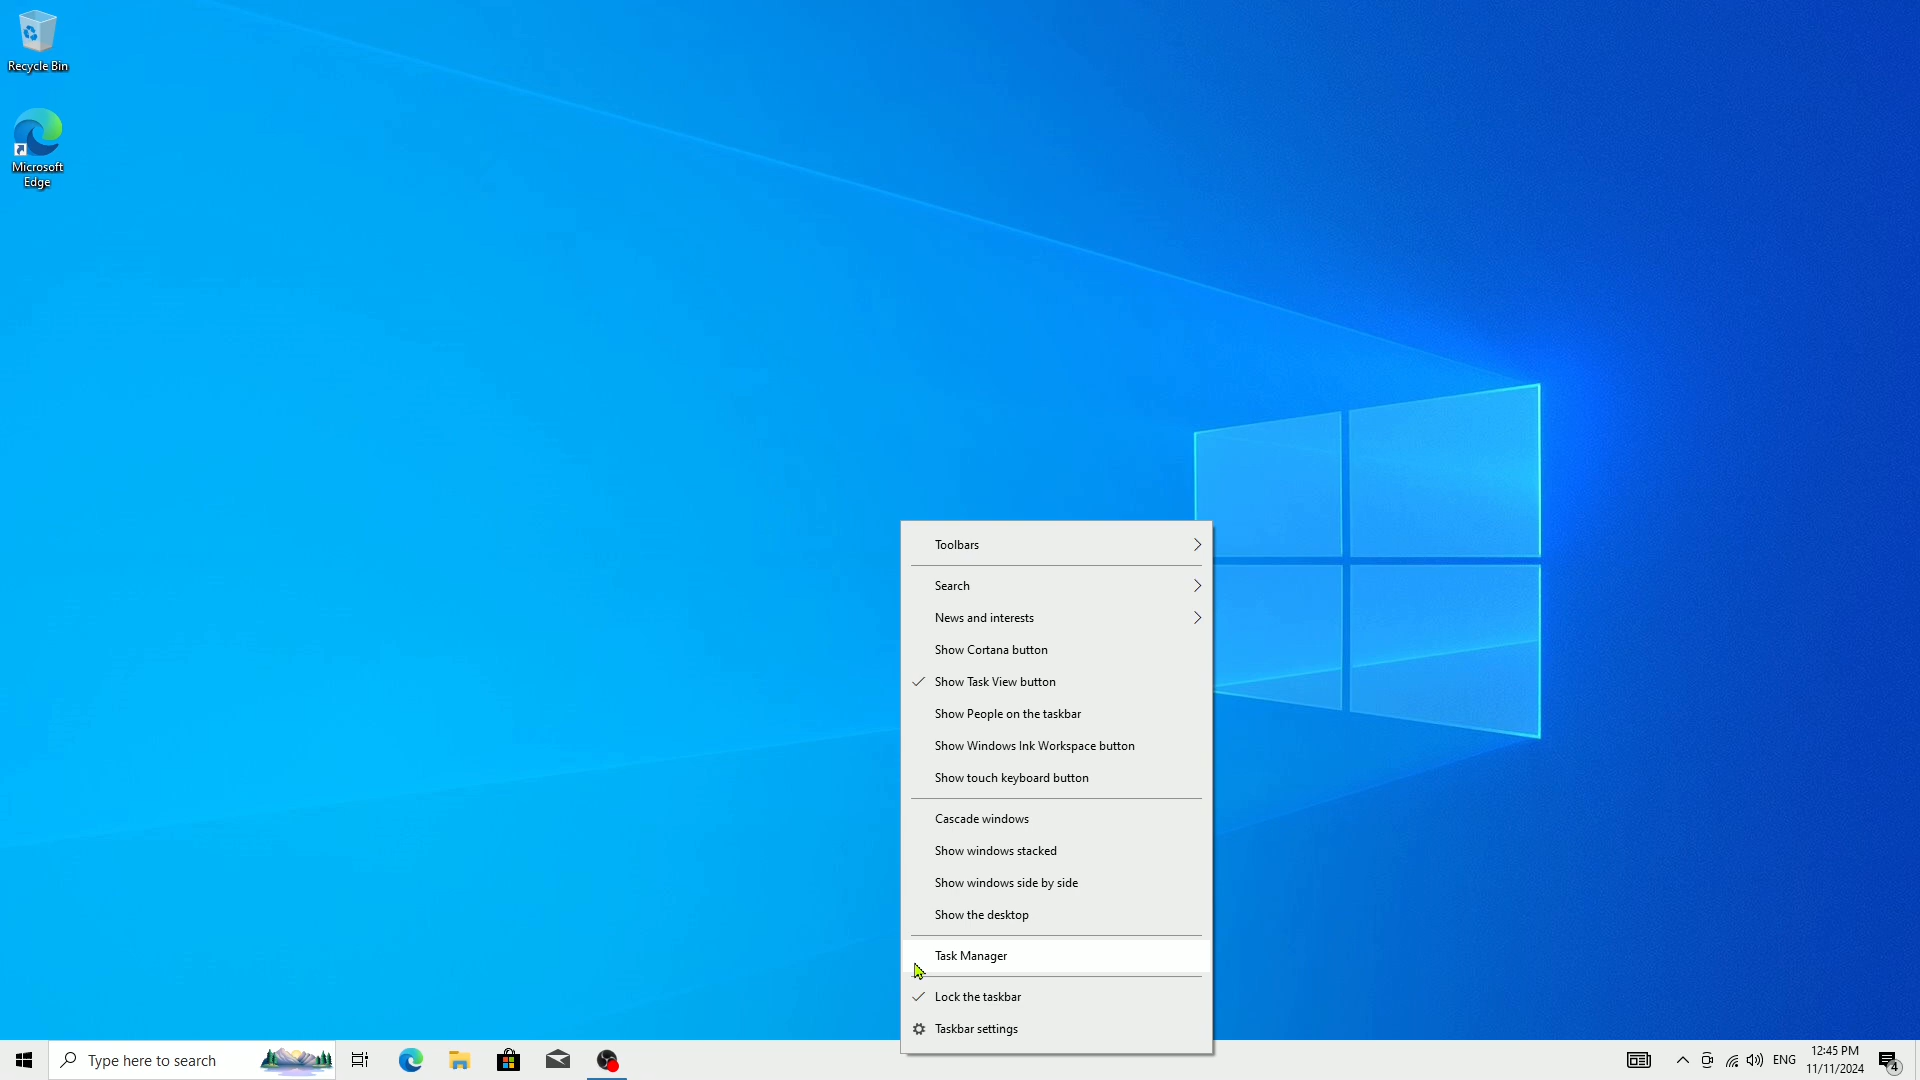 Recycle Bin
Microsoft
Edge
Toolbars
Search
News and interests
Show Cortana button
Show Task View button
Show People on the taskbar
Show Windows Ink Workspace button
Show touch keyboard button
Cascade windows
Show windows stacked
Show windows side by side
Show the desktop
Task Manager
Lock the taskbar
Taskbar settings
Type here to search
ENG
12:45 PM
11/11/2024
4